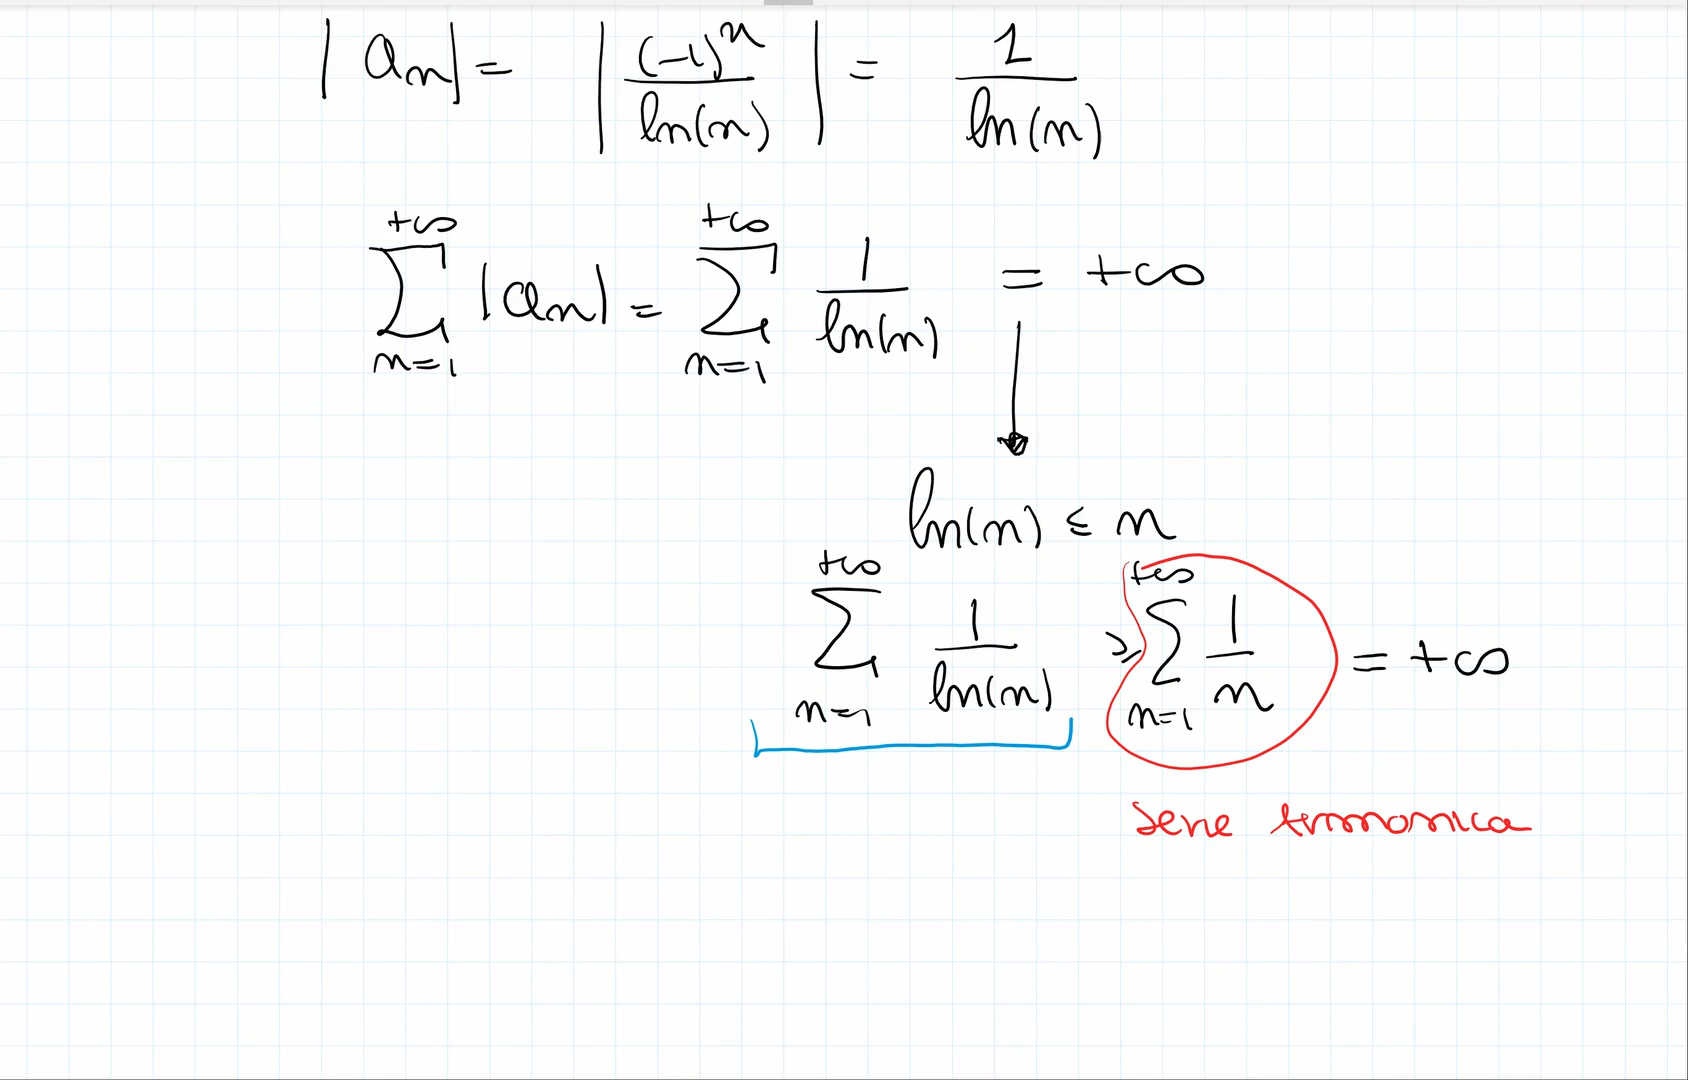 |an| = |(-1)^n / ln(n)| = 1 / ln(n)
+∞ ∑ n=1 |an| = +∞ ∑ n=1 1 / ln(n) = +∞
ln(n) ≤ n
+∞ ∑ n=1 1 / ln(n) ≥ +∞ ∑ n=1 1 / n = +∞
serie armonica